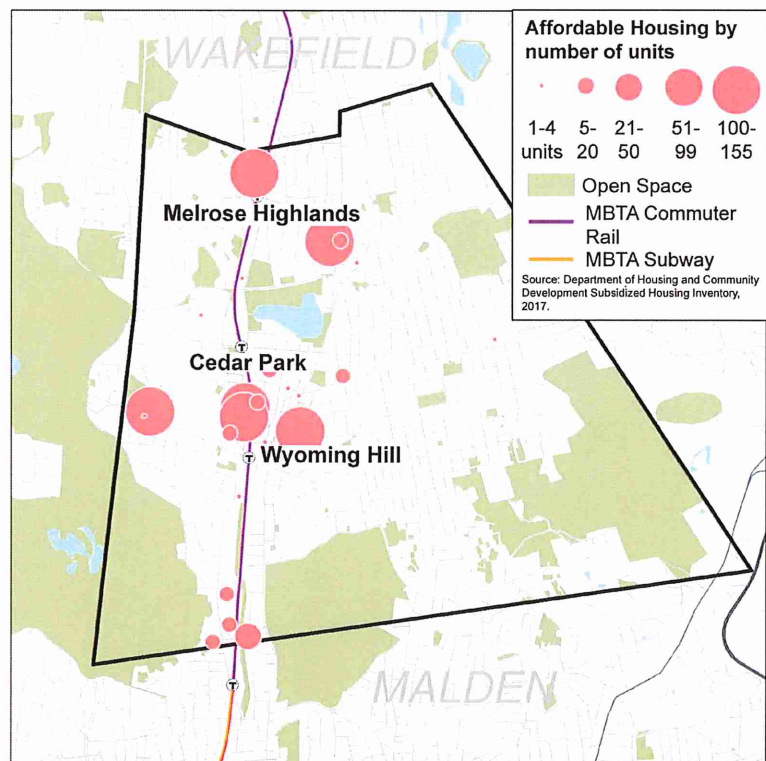 WAKEFIELD
Affordable Housing by
number of units
1-4 5- 21- 51- 100-
units 20 50 99 155
Open Space
MBTA Commuter
Rail
MBTA Subway
Source: Department of Housing and Community
Development Subsidized Housing Inventory,
2017.
Melrose Highlands
T
Cedar Park
Wyoming Hill
T
MALDEN
T